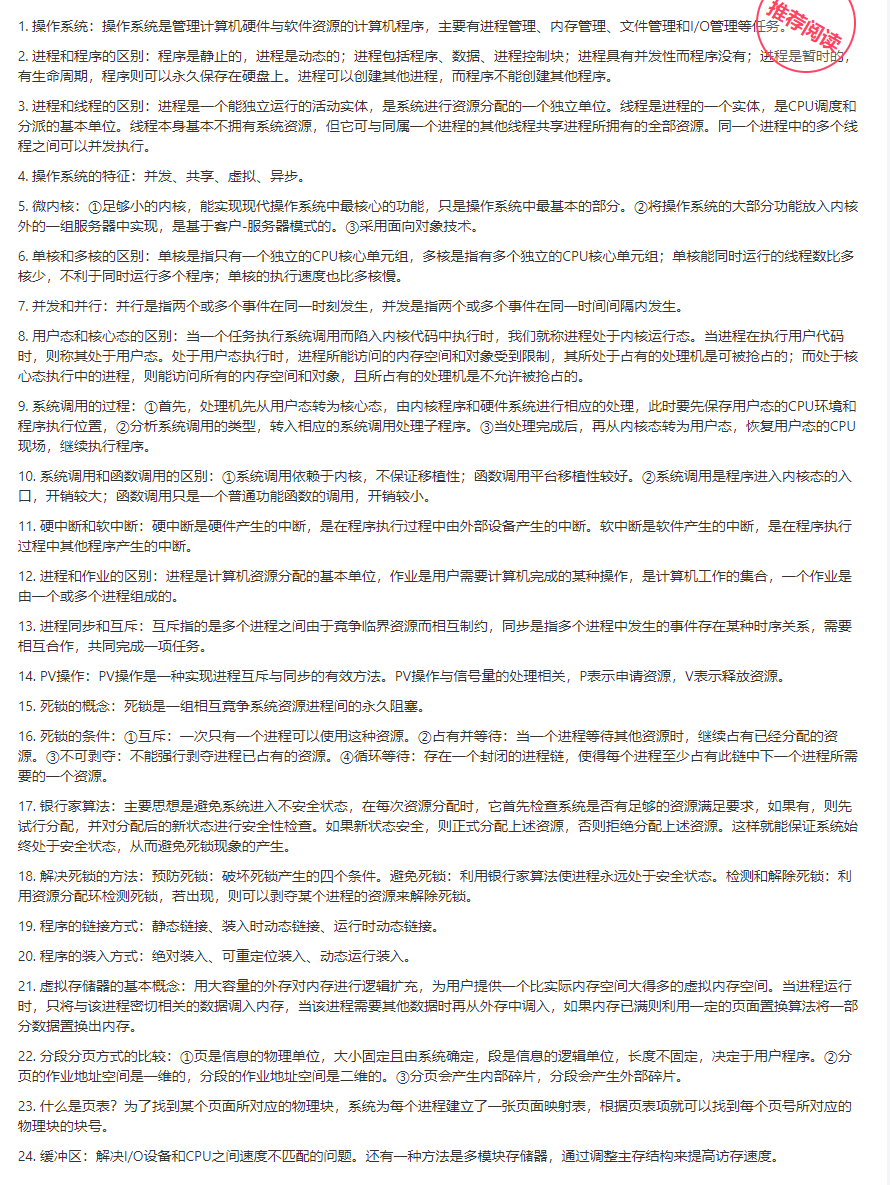 1. 操作系统：操作系统是管理计算机硬件与软件资源的计算机程序，主要有进程管理、内存管理、文件管理和I/O管理等任务。
推荐阅读
2. 进程和程序的区别：程序是静止的，进程是动态的；进程包括程序、数据、进程控制块；进程具有并发性而程序没有；进程是暂时的，
有生命周期，程序则可以永久保存在硬盘上。进程可以创建其他进程，而程序不能创建其他程序。
3. 进程和线程的区别：进程是一个能独立运行的活动实体，是系统进行资源分配的一个独立单位。线程是进程的一个实体，是CPU调度和
分派的基本单位。线程本身基本不拥有系统资源，但它可与同属一个进程的其他线程共享进程所拥有的全部资源。同一个进程中的多个线
程之间可以并发执行。
4. 操作系统的特征：并发、共享、虚拟、异步。
5. 微内核：①足够小的内核，能实现现代操作系统中最核心的功能，只是操作系统中最基本的部分。②将操作系统的大部分功能放入内核
外的一组服务器中实现，是基于客户-服务器模式的。③采用面向对象技术。
6. 单核和多核的区别：单核是指只有一个独立的CPU核心单元组，多核是指有多个独立的CPU核心单元组；单核能同时运行的线程数比多
核少，不利于同时运行多个程序；单核的执行速度也比多核慢。
7. 并发和并行：并行是指两个或多个事件在同一时刻发生，并发是指两个或多个事件在同一时间间隔内发生。
8. 用户态和核心态的区别：当一个任务执行系统调用而陷入内核代码中执行时，我们就称进程处于内核运行态。当进程在执行用户代码
时，则称其处于用户态。处于用户态执行时，进程所能访问的内存空间和对象受到限制，其所处于占有的处理机是可被抢占的；而处于核
心态执行中的进程，则能访问所有的内存空间和对象，且所占有的处理机是不允许被抢占的。
9. 系统调用的过程：①首先，处理机先从用户态转为核心态，由内核程序和硬件系统进行相应的处理，此时要先保存用户态的CPU环境和
程序执行位置，②分析系统调用的类型，转入相应的系统调用处理子程序。③当处理完成后，再从内核态转为用户态，恢复用户态的CPU
现场，继续执行程序。
10. 系统调用和函数调用的区别：①系统调用依赖于内核，不保证移植性；函数调用平台移植性较好。②系统调用是程序进入内核态的入
口，开销较大；函数调用只是一个普通功能函数的调用，开销较小。
11. 硬中断和软中断：硬中断是硬件产生的中断，是在程序执行过程中由外部设备产生的中断。软中断是软件产生的中断，是在程序执行
过程中其他程序产生的中断。
12. 进程和作业的区别：进程是计算机资源分配的基本单位，作业是用户需要计算机完成的某种操作，是计算机工作的集合，一个作业是
由一个或多个进程组成的。
13. 进程同步和互斥：互斥指的是多个进程之间由于竟争临界资源而相互制约，同步是指多个进程中发生的事件存在某种时序关系，需要
相互合作，共同完成一项任务。
14. PV操作：PV操作是一种实现进程互斥与同步的有效方法。PV操作与信号量的处理相关，P表示申请资源，V表示释放资源。
15. 死锁的概念：死锁是一组相互竟争系统资源进程间的永久阻塞。
16. 死锁的条件：①互斥：一次只有一个进程可以使用这种资源。②占有并等待：当一个进程等待其他资源时，继续占有已经分配的资
源。③不可剥夺：不能强行剥夺进程已占有的资源。④循环等待：存在一个封闭的进程链，使得每个进程至少占有此链中下一个进程所需
要的一个资源。
17. 银行家算法：主要思想是避免系统进入不安全状态，在每次资源分配时，它首先检查系统是否有足够的资源满足要求，如果有，则先
试行分配，并对分配后的新状态进行安全性检查。如果新状态安全，则正式分配上述资源，否则拒绝分配上述资源。这样就能保证系统始
终处于安全状态，从而避免死锁现象的产生。
18. 解决死锁的方法：预防死锁：破坏死锁产生的四个条件。避免死锁：利用银行家算法使进程永远处于安全状态。检测和解除死锁：利
用资源分配环检测死锁，若出现，则可以剥夺某个进程的资源来解除死锁。
19. 程序的链接方式：静态链接、装入时动态链接、运行时动态链接。
20. 程序的装入方式：绝对装入、可重定位装入、动态运行装入。
21. 虚拟存储器的基本概念：用大容量的外存对内存进行逻辑扩充，为用户提供一个比实际内存空间大得多的虚拟内存空间。当进程运行
时，只将与该进程密切相关的数据调入内存，当该进程需要其他数据时再从外存中调入，如果内存已满则利用一定的页面置换算法将一部
分数据置换出内存。
22. 分段分页方式的比较：①页是信息的物理单位，大小固定且由系统确定，段是信息的逻辑单位，长度不固定，决定于用户程序。②分
页的作业地址空间是一维的，分段的作业地址空间是二维的。③分页会产生内部碎片，分段会产生外部碎片。
23. 什么是页表？为了找到某个页面所对应的物理块，系统为每个进程建立了一张页面映射表，根据页表项就可以找到每个页号所对应的
物理块的块号。
24. 缓冲区：解决I/O设备和CPU之间速度不匹配的问题。还有一种方法是多模块存储器，通过调整主存结构来提高访存速度。